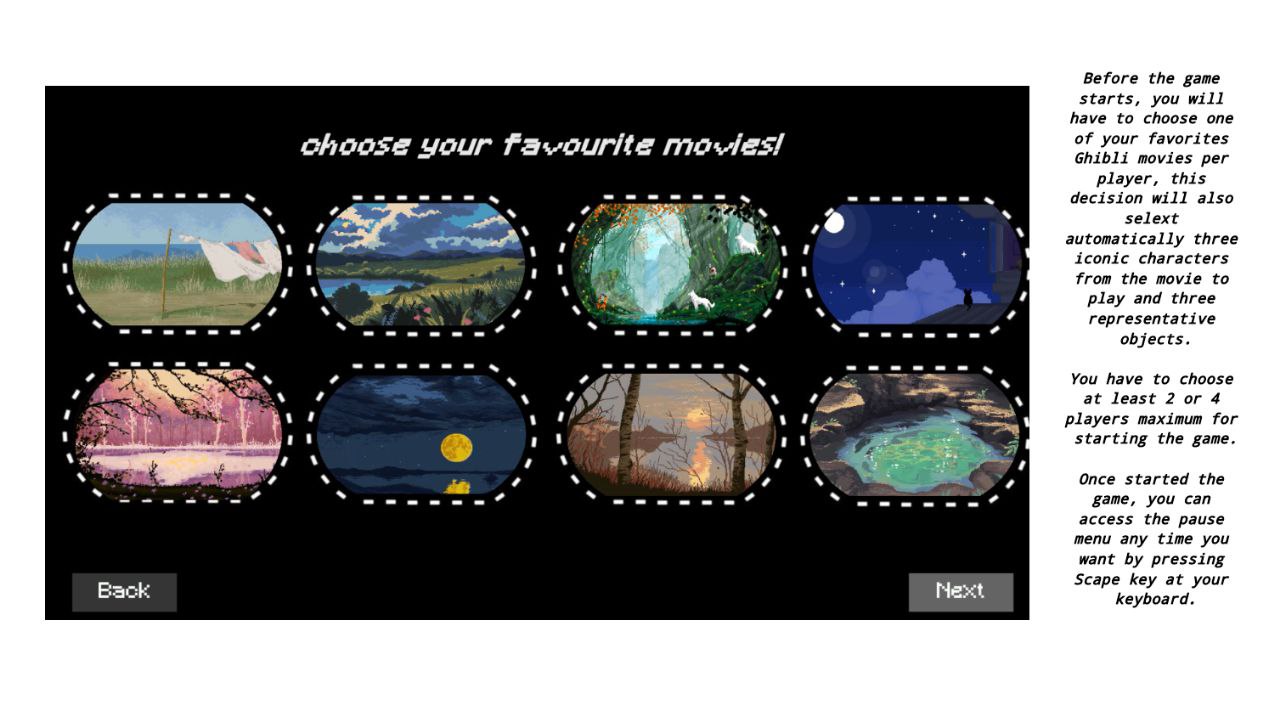 choose your favourite movies!
Back
Next
Before the game
starts, you will
have to choose one
of your favorites
Ghibli movies per
player, this
decision will also
selext
automatically three
iconic characters
from the movie to
play and three
representative
objects.
You have to choose
at least 2 or 4
players maximum for
starting the game.
Once started the
game, you can
access the pause
menu any time you
want by pressing
Scape key at your
keyboard.